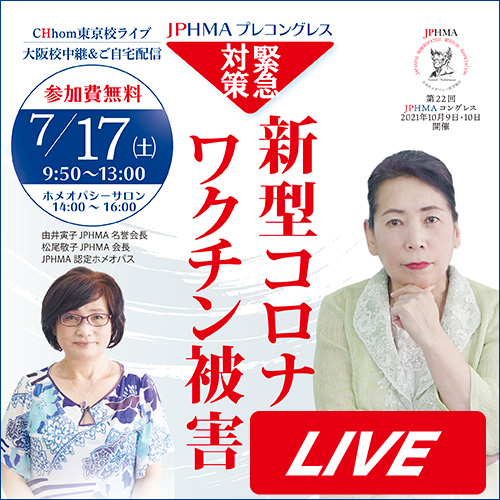 CHhom東京校ライブ
大阪校中継&ご自宅配信
JPHMA プレコングレス
緊急
対策
参加費無料
7/17(土)
9:50〜13:00
ホメオパシーサロン
14:00 〜 16:00
由井寅子 JPHMA 名誉会長
松尾敬子 JPHMA 会長
JPHMA 認定ホメオパス
新型コロナ
ワクチン被害
JPHMA
第22回
JPHMA コングレス
2021年10月9日・10日
開催
LIVE